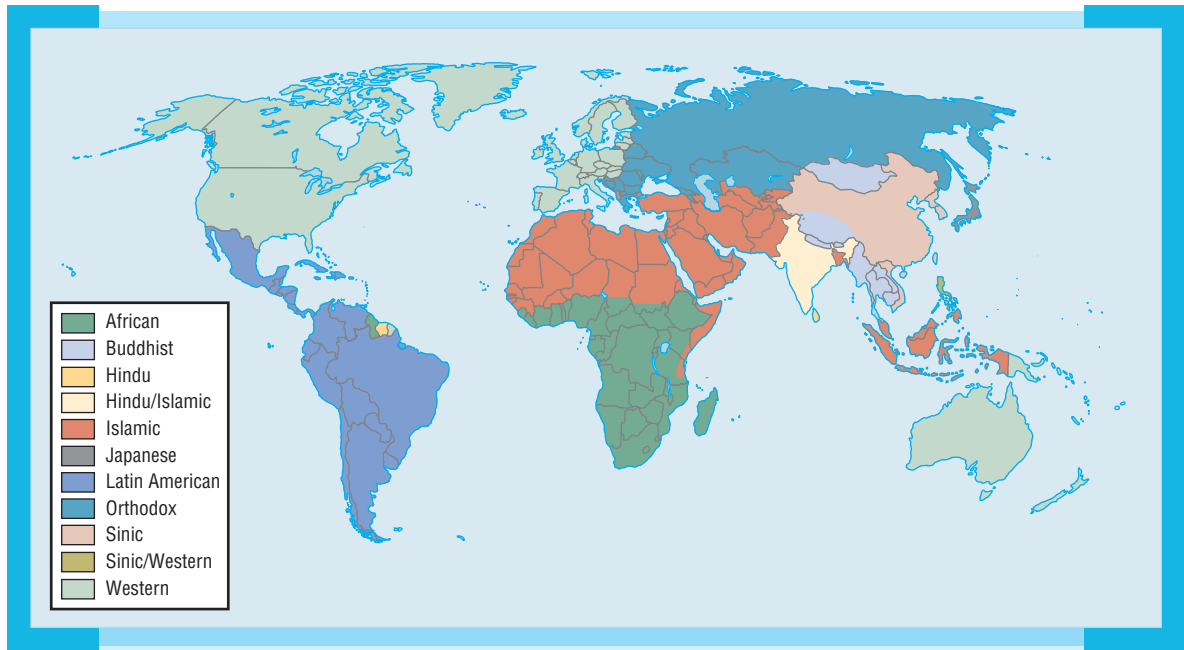 African
Buddhist
Hindu
Hindu/Islamic
Islamic
Japanese
Latin American
Orthodox
Sinic
Sinic/Western
Western